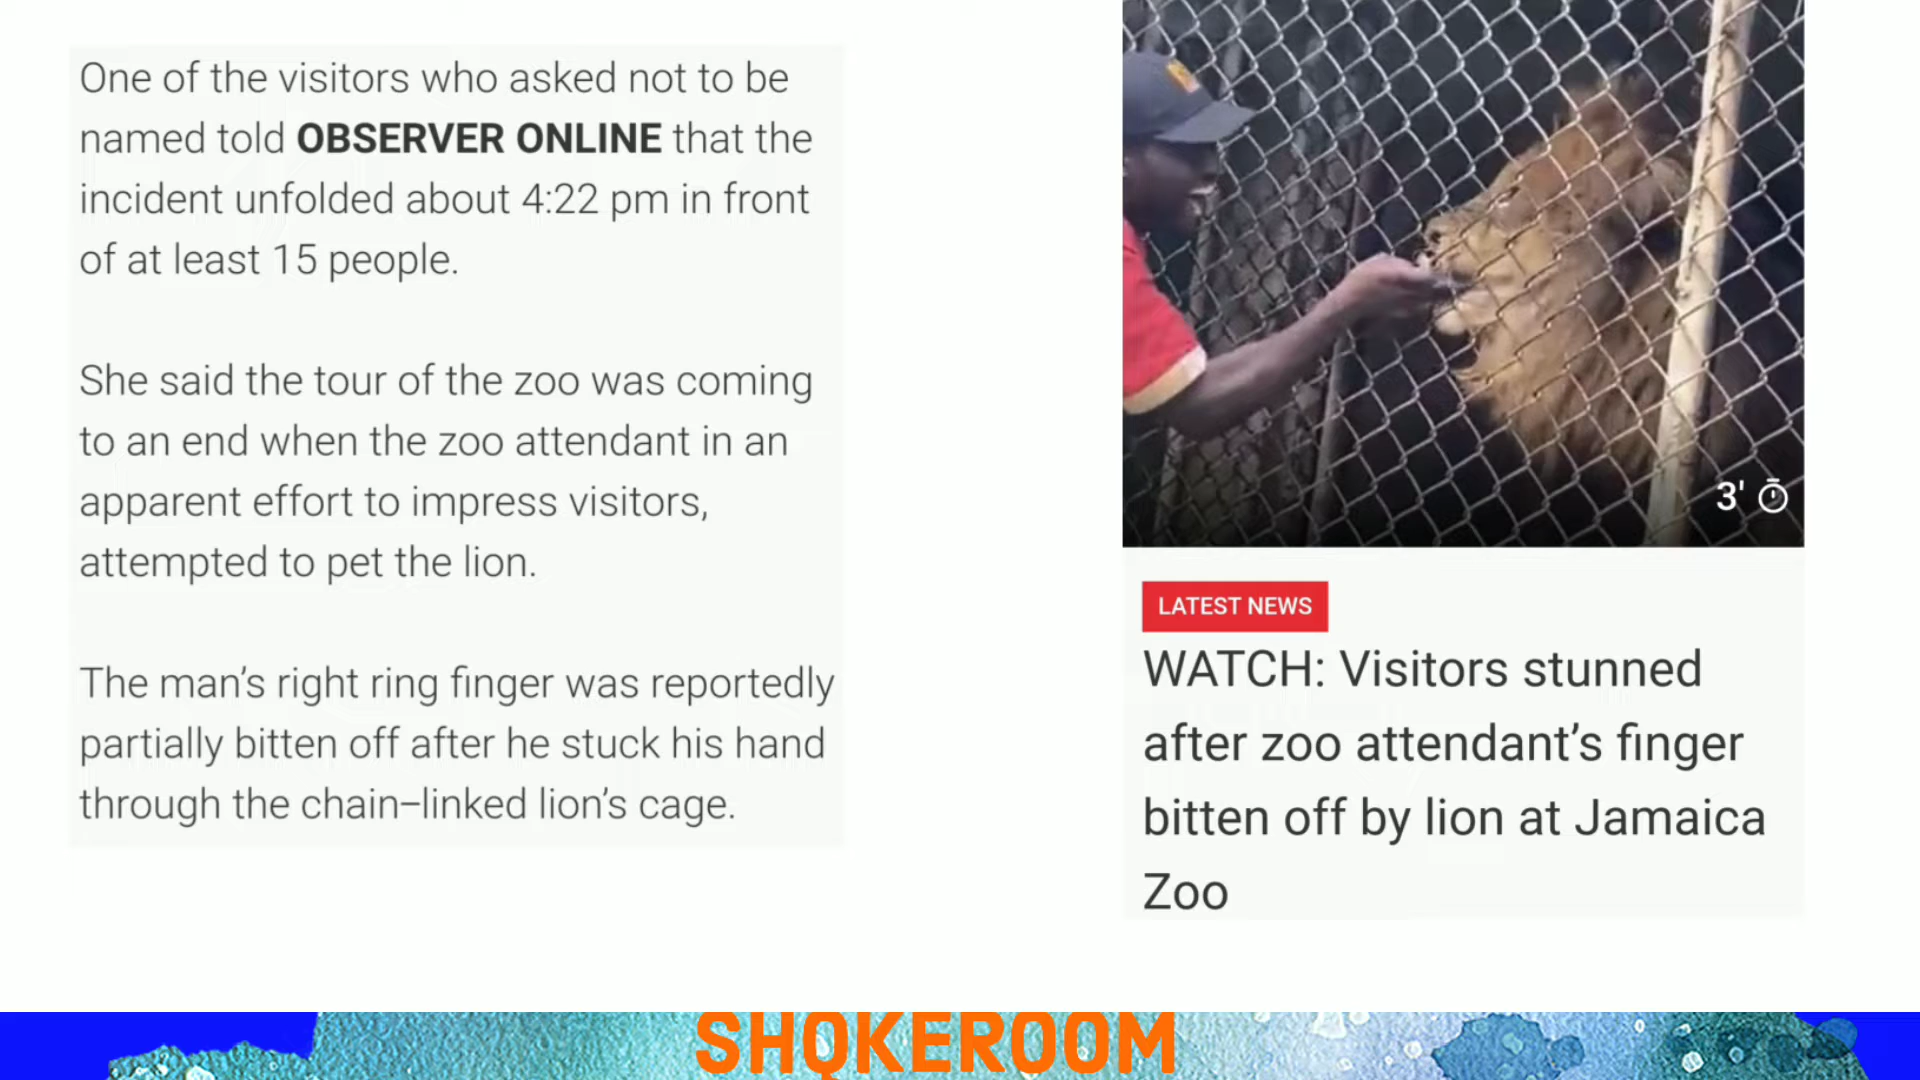 One of the visitors who asked not to be
named told OBSERVER ONLINE that the
incident unfolded about 4:22 pm in front
of at least 15 people.
She said the tour of the zoo was coming
to an end when the zoo attendant in an
apparent effort to impress visitors,
attempted to pet the lion.
The man's right ring finger was reportedly
partially bitten off after he stuck his hand
through the chain–linked lion's cage.
3'
LATEST NEWS
WATCH: Visitors stunned
after zoo attendant's finger
bitten off by lion at Jamaica
Zoo
SHOKEROOM